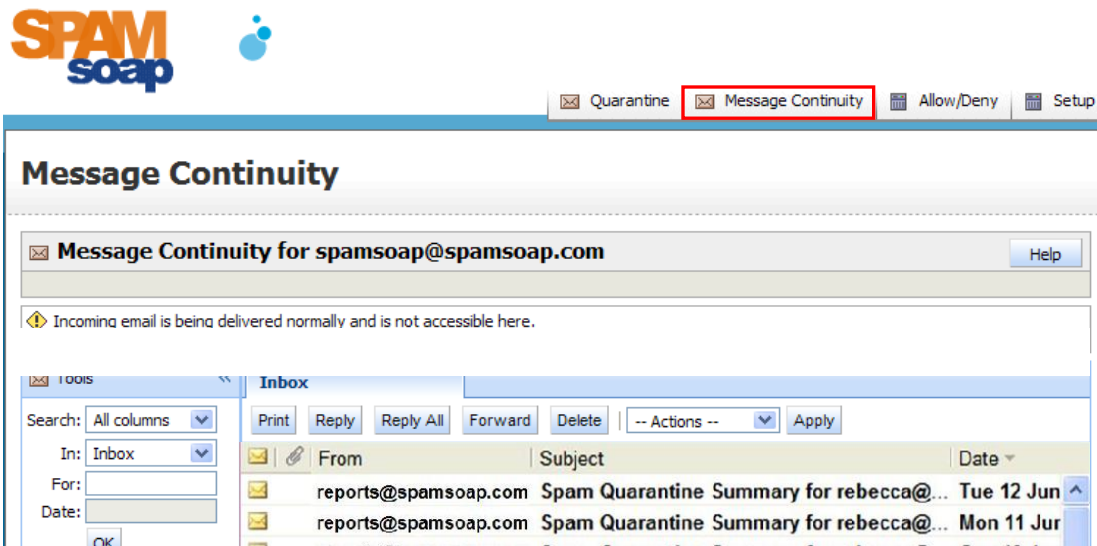 SPAM
soap
Quarantine Message Continuity Allow/Deny Setup
Message Continuity
Message Continuity for spamsoap@spamsoap.com Help
Incoming email is being delivered normally and is not accessible here.
Tools Inbox
Search: All columns Print Reply Reply All Forward Delete -- Actions -- Apply
In: Inbox From Subject Date
For:
reports@spamsoap.com Spam Quarantine Summary for rebecca@... Tue 12 Jun
Date:
reports@spamsoap.com Spam Quarantine Summary for rebecca@... Mon 11 Jun
OK